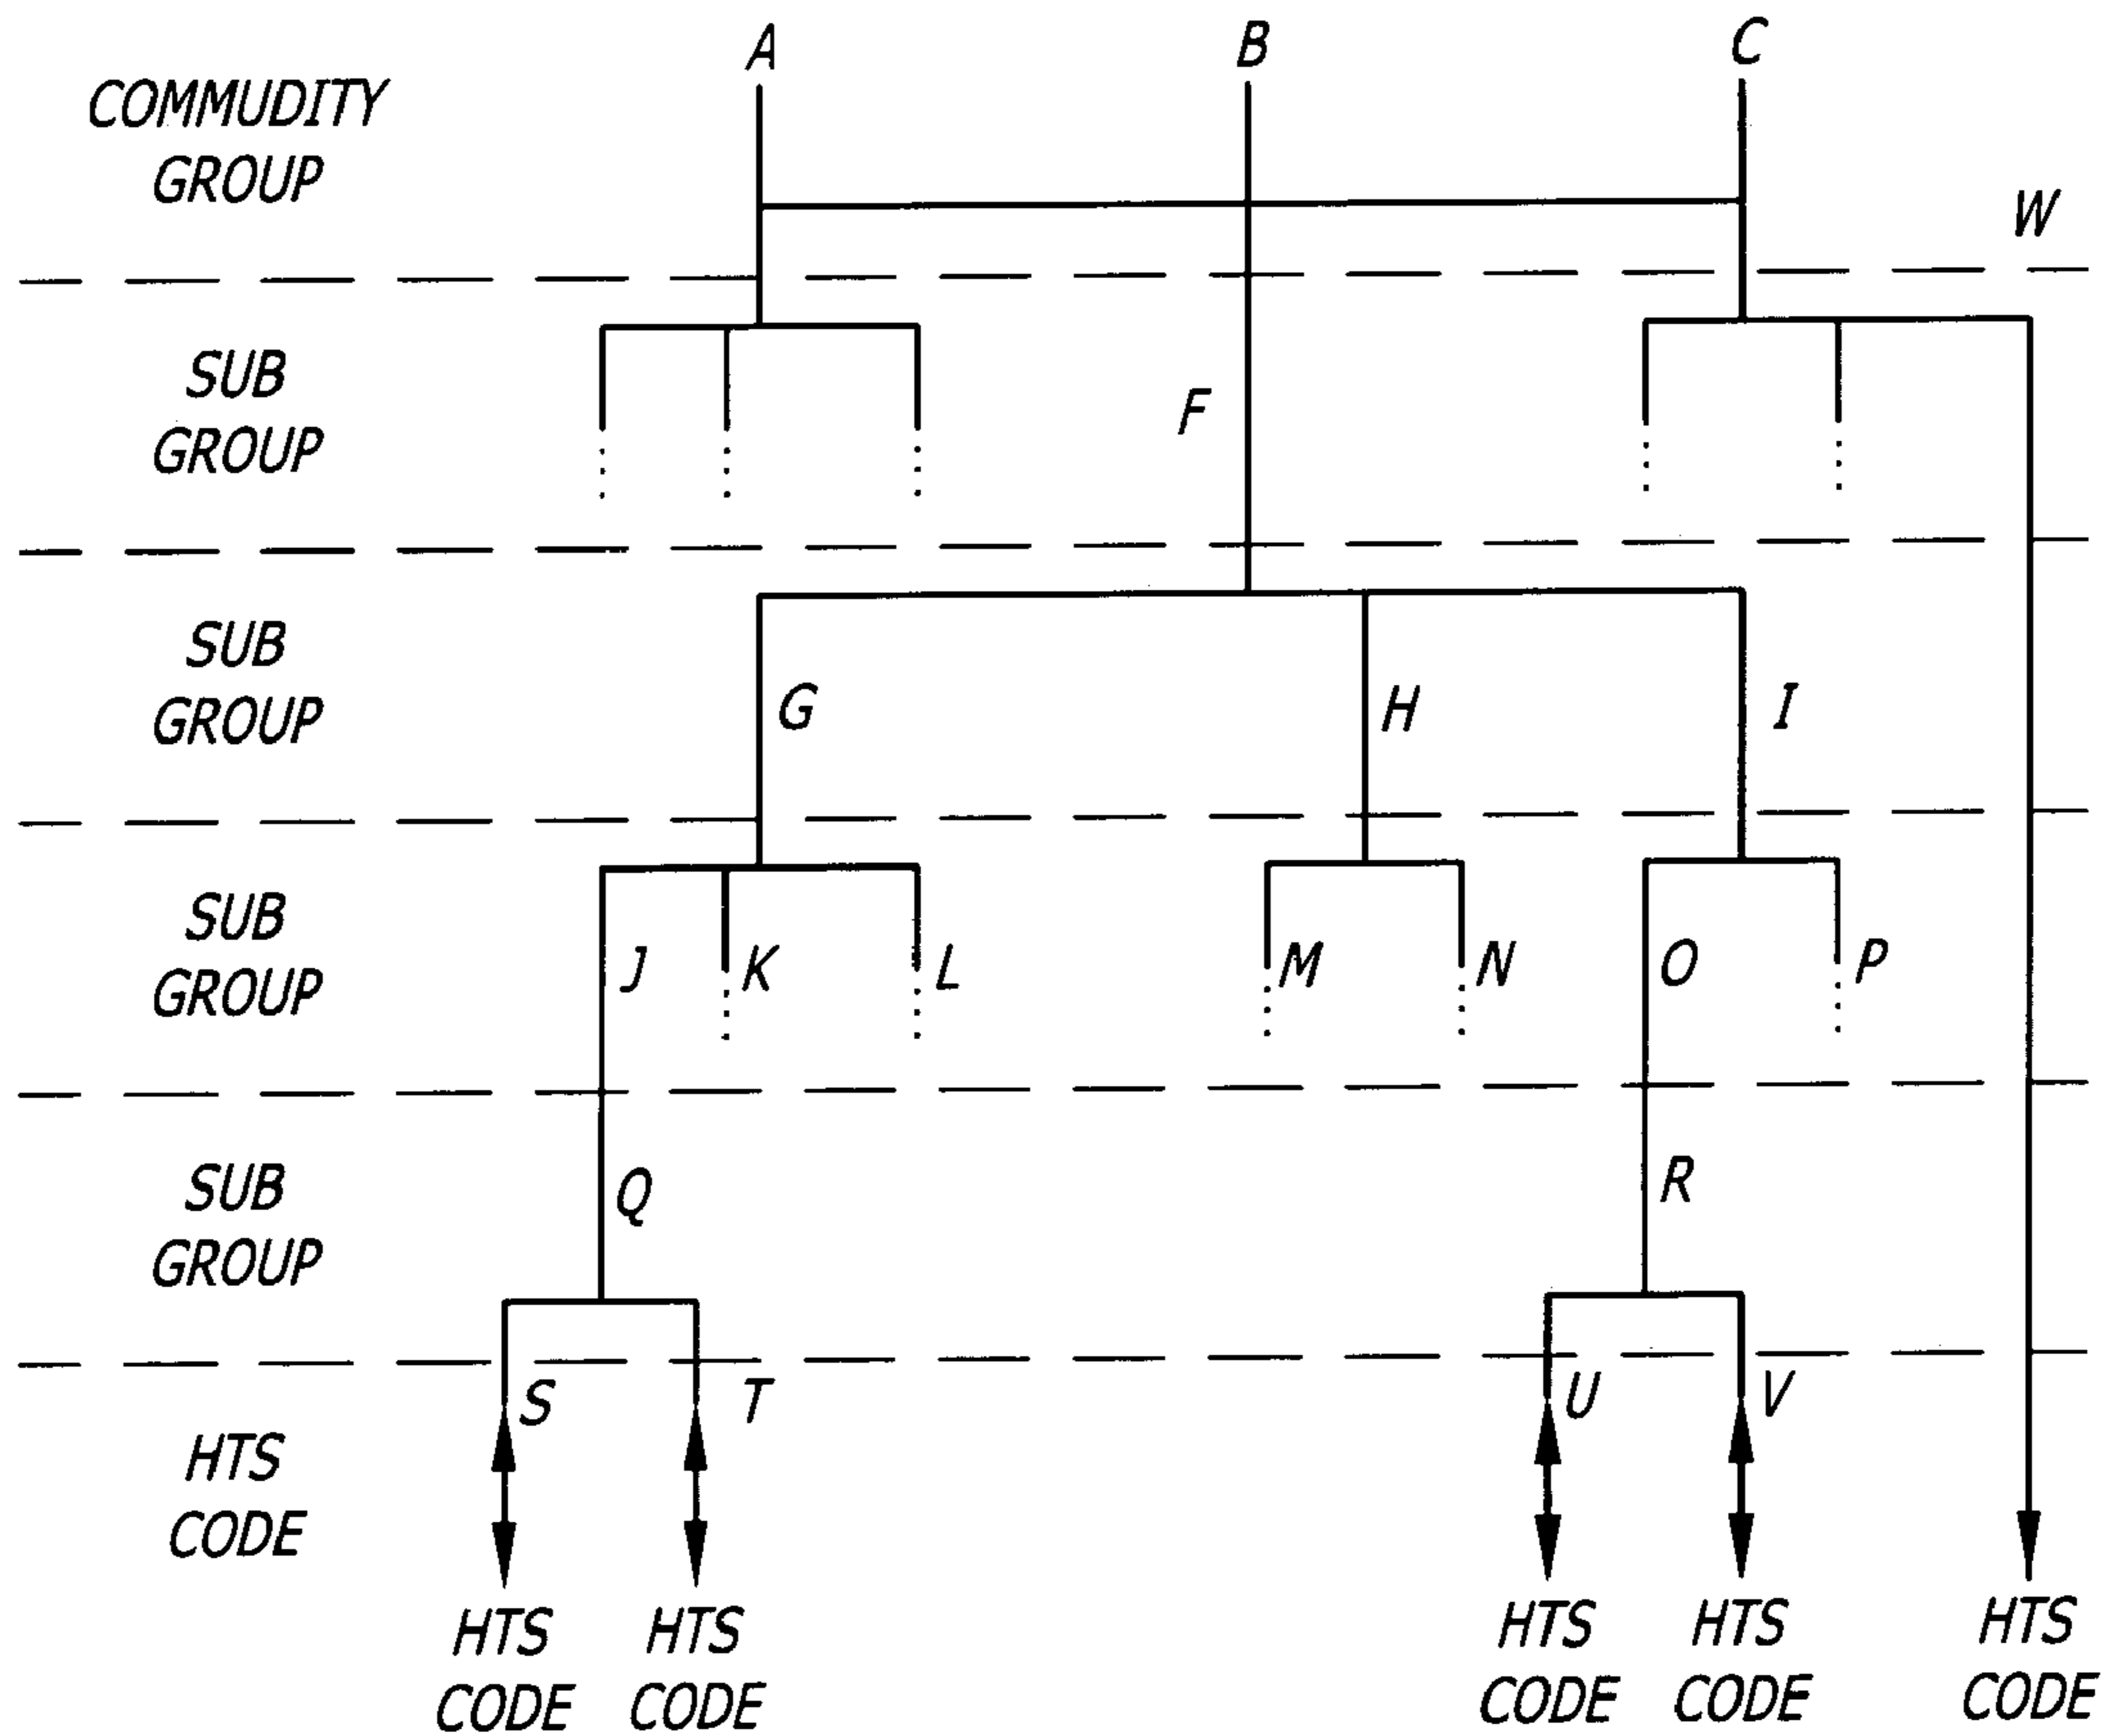 A B C
COMMUDITY
GROUP
W
SUB
GROUP
F
SUB
GROUP
G H I
SUB
GROUP
J K L M N O P
SUB
GROUP
Q R
S T U V
HTS
CODE
HTS HTS HTS HTS HTS
CODE CODE CODE CODE CODE